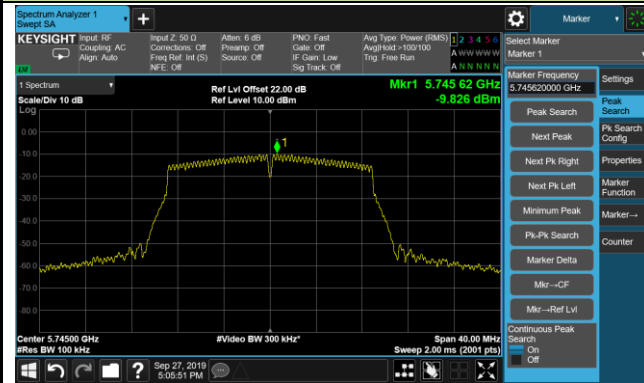 Spectrum Analyzer 1
Swept SA
Marker
KEYSIGHT
Input: RF
Coupling: AC
Align: Auto
Input Z: 50 Ω
Corrections: Off
Freq Ref: Int (S)
NFE: Off
Atten: 6 dB
Preamp: Off
Source: Off
PNO: Fast
Gate: Off
IF Gain: Low
Sig Track: Off
Avg Type: Power (RMS)
Avg|Hold:>100/100
Trig: Free Run
1 2 3 4 5 6
A W W W W W
A N N N N N
Select Marker
Marker 1
1 Spectrum
Scale/Div 10 dB
Log
Ref Lvl Offset 22.00 dB
Ref Level 10.00 dBm
Mkr1 5.745 62 GHz
-9.826 dBm
Marker Frequency
5.745620000 GHz
Peak Search
Next Peak
Next Pk Right
Next Pk Left
Minimum Peak
Pk-Pk Search
Marker Delta
Mkr→CF
Mkr→Ref Lvl
Continuous Peak
Search
On
Off
Settings
Peak
Search
Pk Search
Config
Properties
Marker
Function
Marker→
Counter
0.00
-10.0
-20.0
-30.0
-40.0
-50.0
-60.0
-70.0
-80.0
1
Center 5.74500 GHz
#Res BW 100 kHz
#Video BW 300 kHz*
Span 40.00 MHz
Sweep 2.00 ms (2001 pts)
Sep 27, 2019
5:05:51 PM